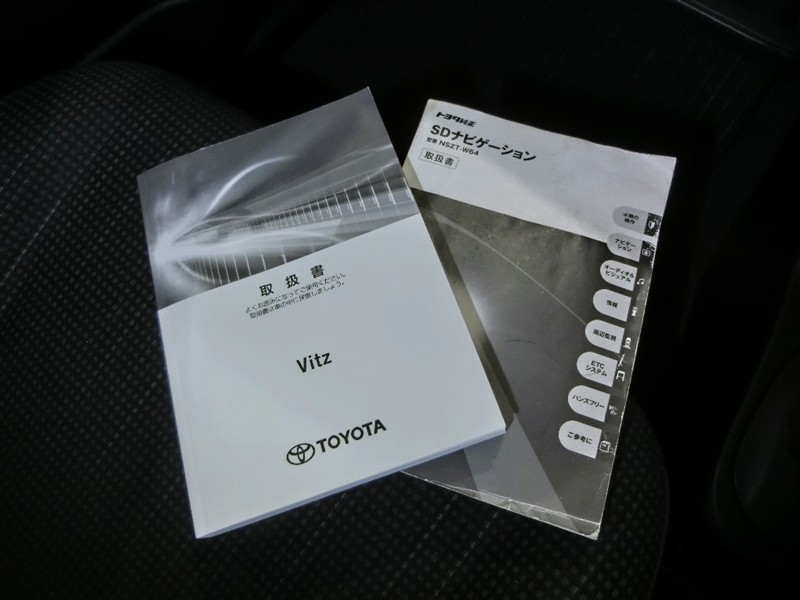 取扱書
よくお読みになってご使用ください。
取扱書は車の中に保管しましょう。
Vitz
TOYOTA
トヨタ純正
SDナビゲーション
型番 NSZT-W64
取扱書
ナビゲー
ション
オーディオ&
ビジュアル
情報
周辺監視
ETC
システム
ハンズフリー
ご参考に